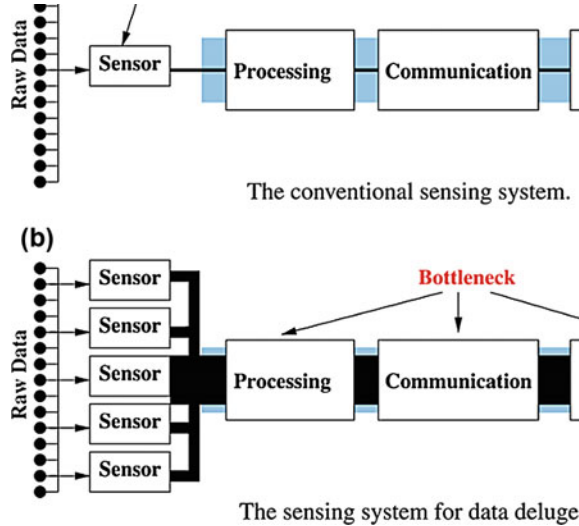 Raw Data
Sensor
Processing
Communication
The conventional sensing system.
(b)
Bottleneck
Raw Data
Sensor
Sensor
Sensor
Sensor
Sensor
Processing
Communication
The sensing system for data deluge